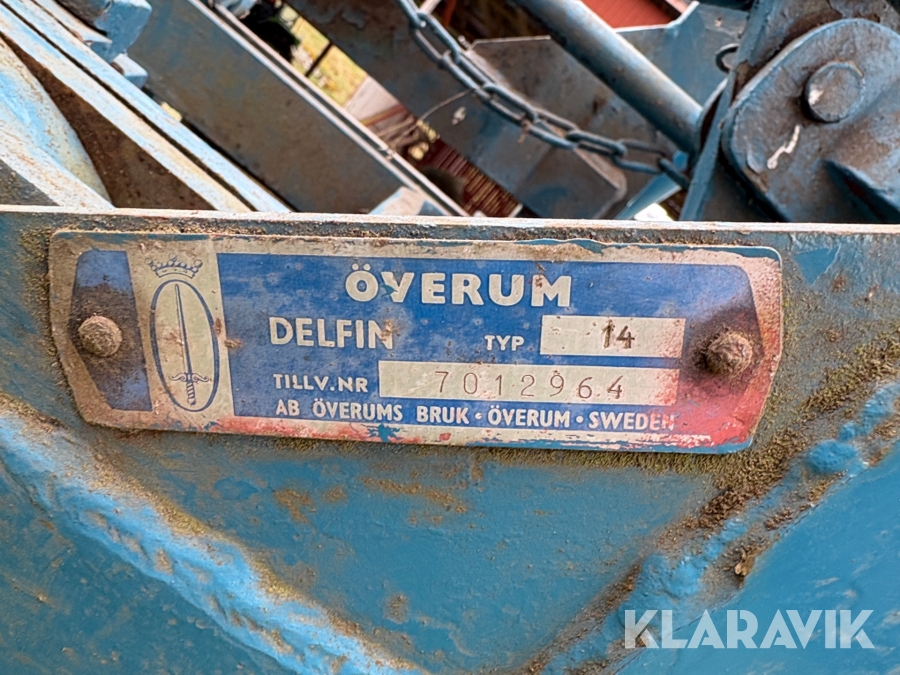 ÖVERUM
DELFIN TYP 14
TILLV.NR 7012964
AB ÖVERUMS BRUK · ÖVERUM · SWEDEN
KLARAVIK